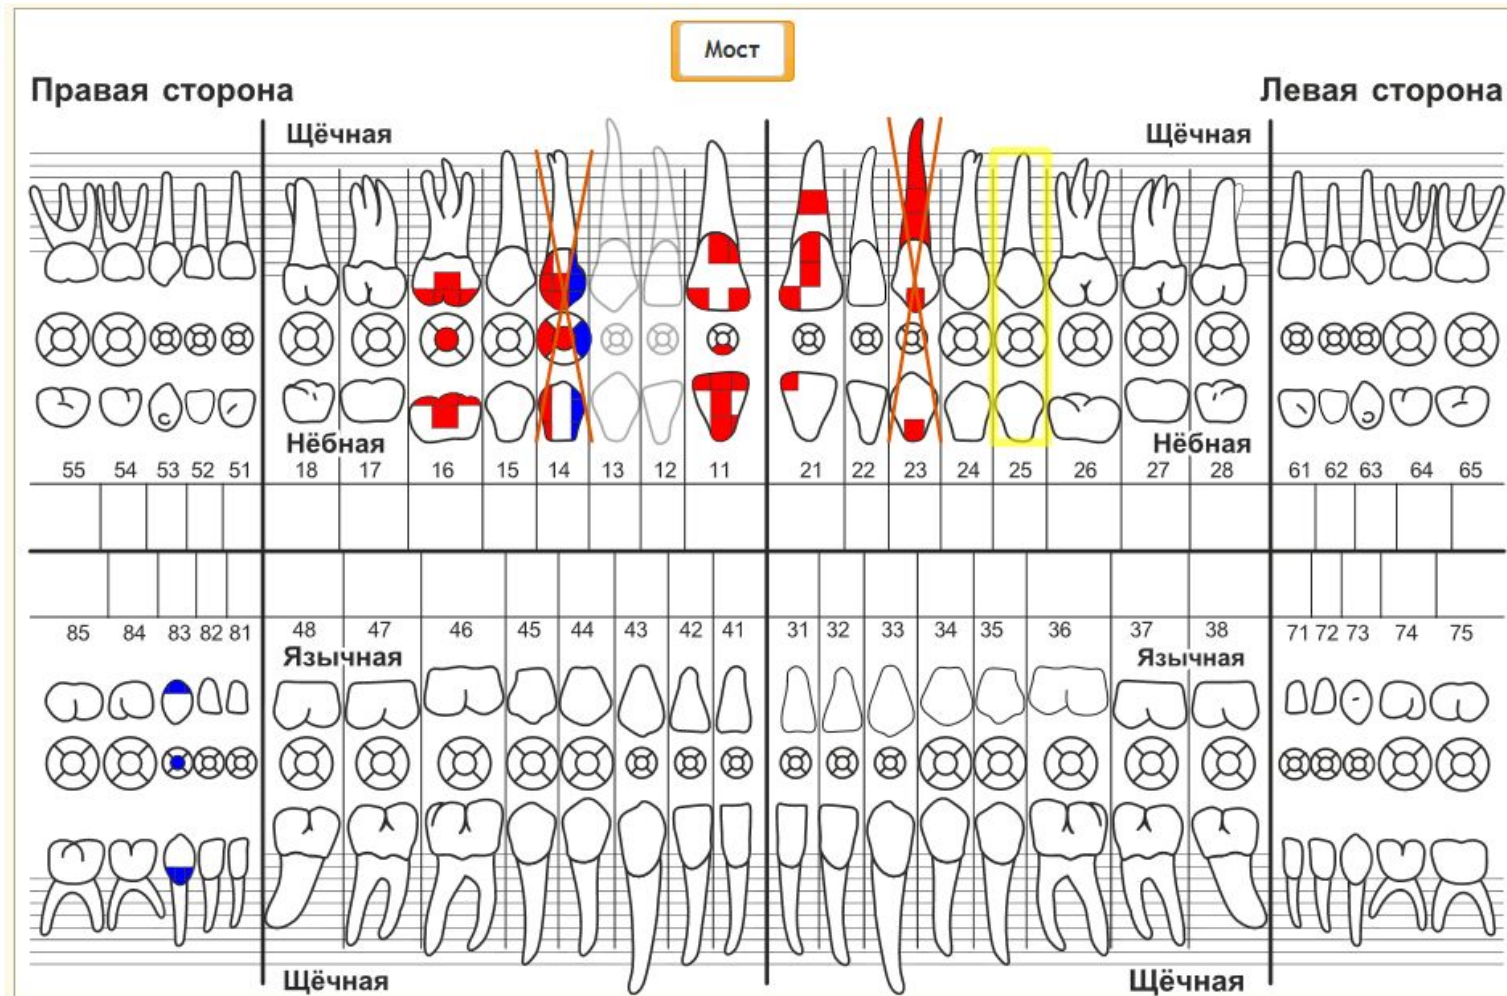 Мост
Правая сторона
Левая сторона
Щёчная
Щёчная
Нёбная
Нёбная
55 54 53 52 51 18 17 16 15 14 13 12 11 21 22 23 24 25 26 27 28 61 62 63 64 65
85 84 83 82 81 48 47 46 45 44 43 42 41 31 32 33 34 35 36 37 38 71 72 73 74 75
Язычная
Язычная
Щёчная
Щёчная